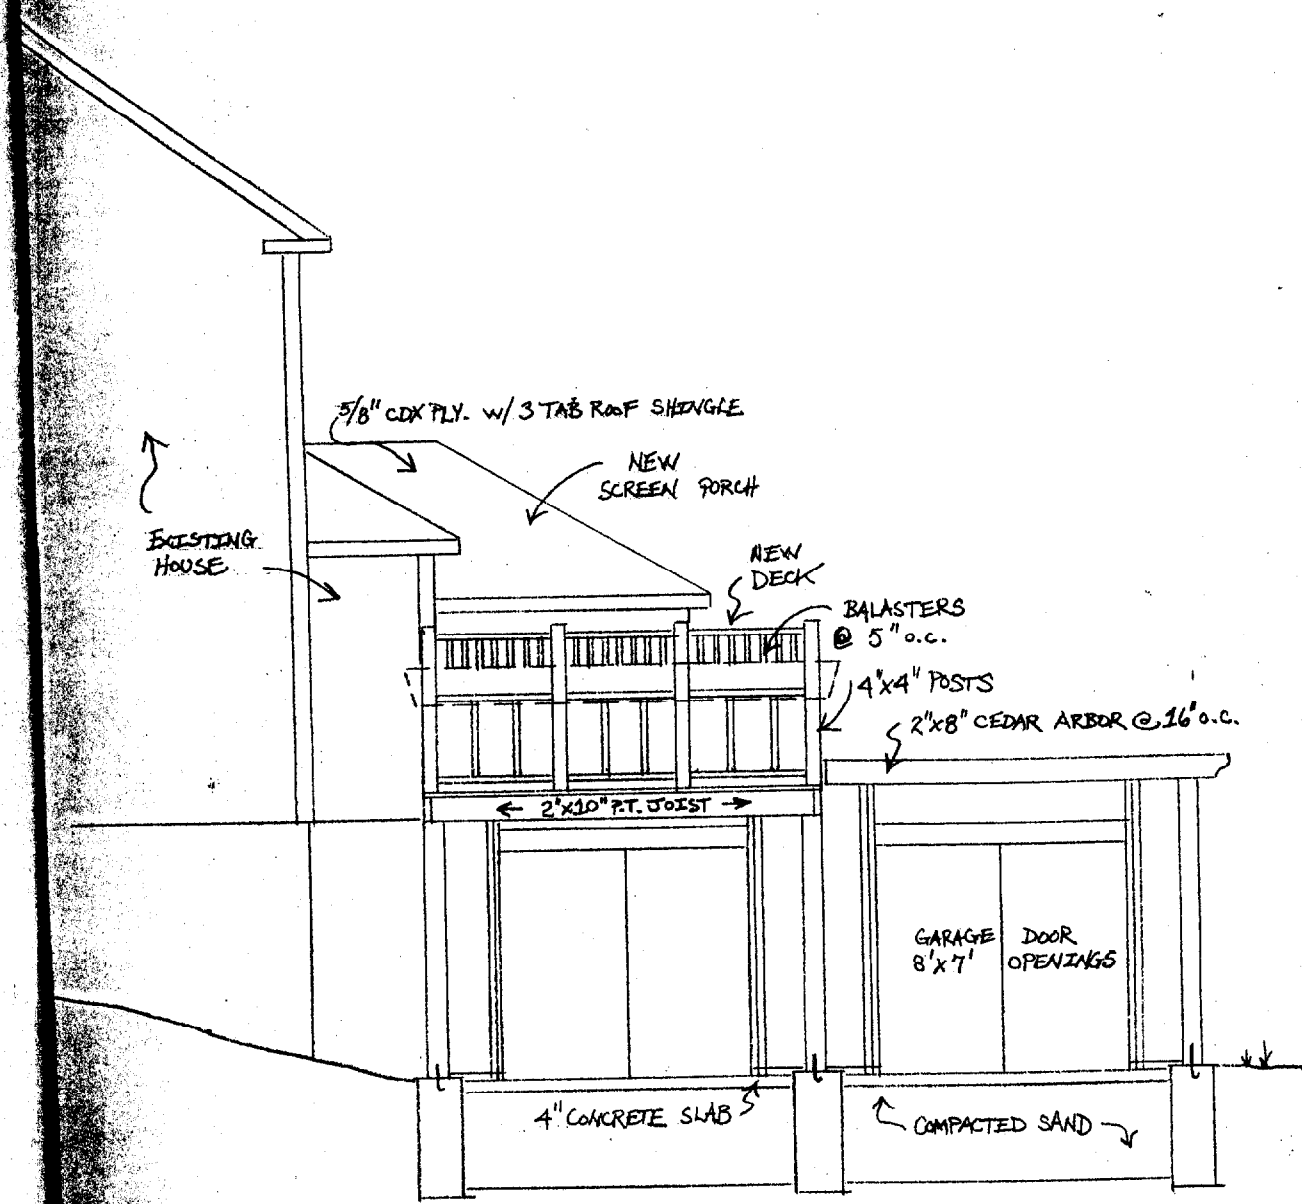 5/8" CDX PLY. W/ 3 TAB ROOF SHINGLE
NEW
SCREEN PORCH
EXISTING
HOUSE
NEW
DECK
BALASTERS
@ 5" O.C.
4"X4" POSTS
2"X8" CEDAR ARBOR @ 16" O.C.
2"X10" P.T. JOIST
GARAGE DOOR
8'X7' OPENINGS
4" CONCRETE SLAB
COMPACTED SAND